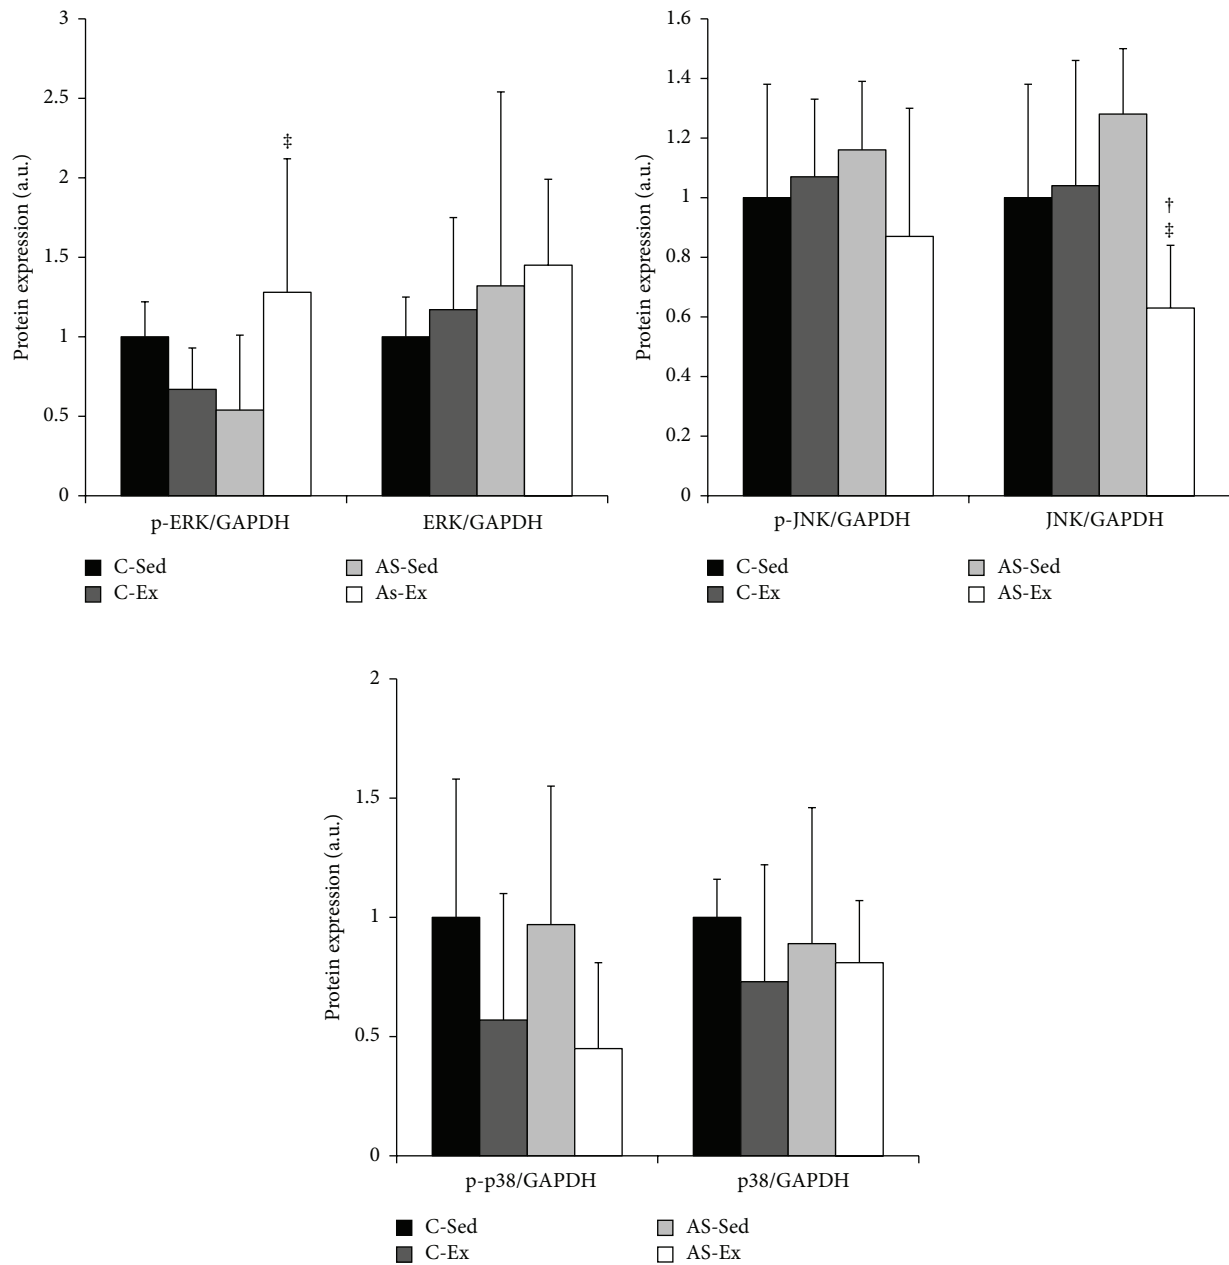 Protein expression (a.u.)
3
2.5
2
1.5
1
0.5
0
‡
p-ERK/GAPDH ERK/GAPDH
C-Sed AS-Sed
C-Ex As-Ex
Protein expression (a.u.)
1.6
1.4
1.2
1
0.8
0.6
0.4
0.2
0
†
‡
p-JNK/GAPDH JNK/GAPDH
C-Sed AS-Sed
C-Ex AS-Ex
Protein expression (a.u.)
2
1.5
1
0.5
0
p-p38/GAPDH p38/GAPDH
C-Sed AS-Sed
C-Ex AS-Ex